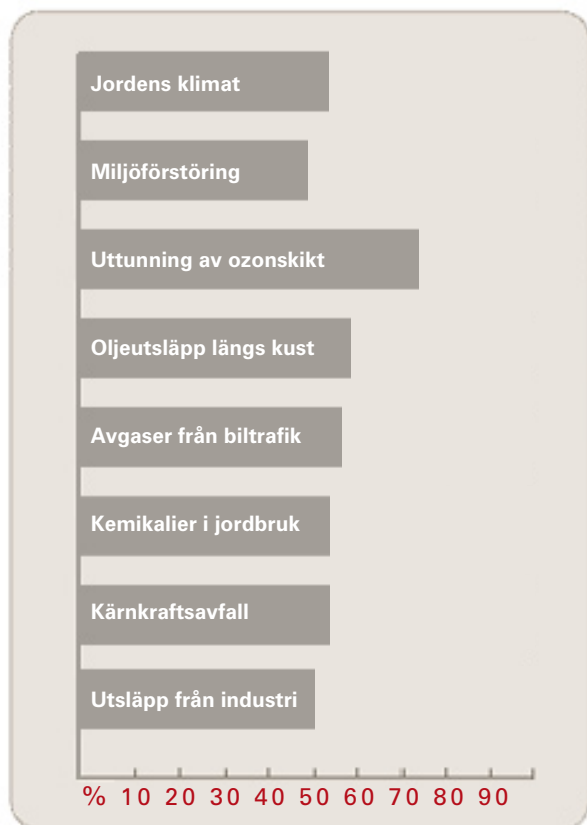 Jordens klimat
Miljöförstöring
Uttunning av ozonskikt
Oljeutsläpp längs kust
Avgaser från biltrafik
Kemikalier i jordbruk
Kärnkraftsavfall
Utsläpp från industri
% 10 20 30 40 50 60 70 80 90